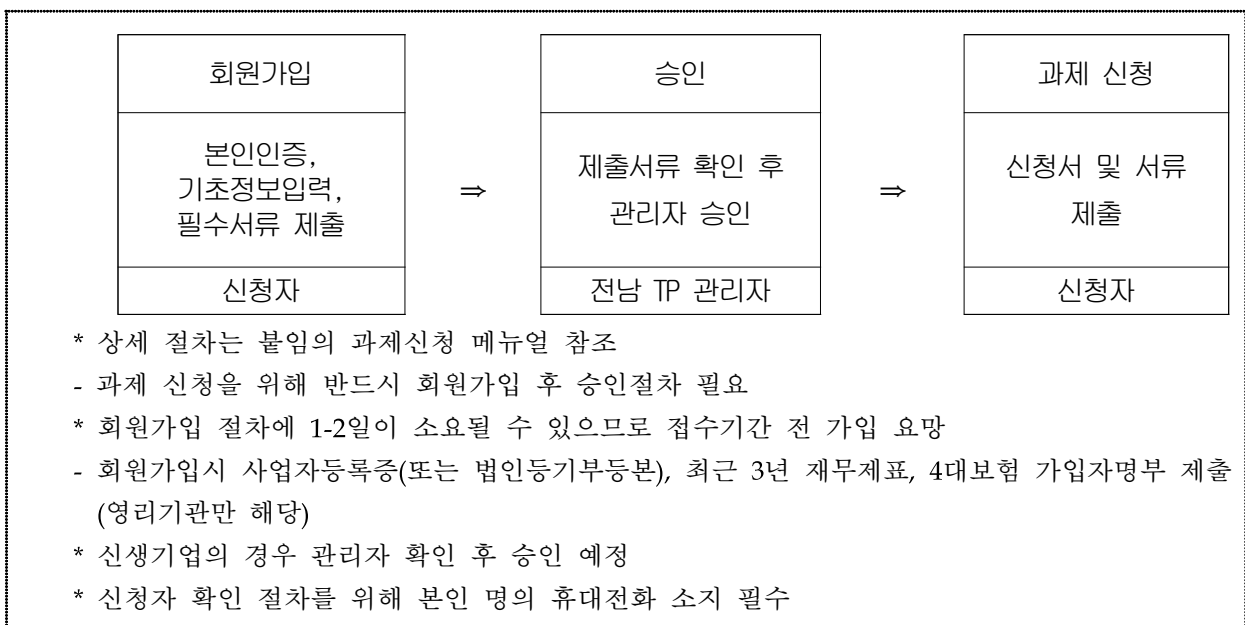 회원가입
본인인증,
기초정보입력,
필수서류 제출
신청자
⇒
승인
제출서류 확인 후
관리자 승인
전남 TP 관리자
⇒
과제 신청
신청서 및 서류
제출
신청자
* 상세 절차는 붙임의 과제신청 메뉴얼 참조
- 과제 신청을 위해 반드시 회원가입 후 승인절차 필요
* 회원가입 절차에 1-2일이 소요될 수 있으므로 접수기간 전 가입 요망
- 회원가입시 사업자등록증(또는 법인등기부등본), 최근 3년 재무제표, 4대보험 가입자명부 제출
(영리기관만 해당)
* 신생기업의 경우 관리자 확인 후 승인 예정
* 신청자 확인 절차를 위해 본인 명의 휴대전화 소지 필수